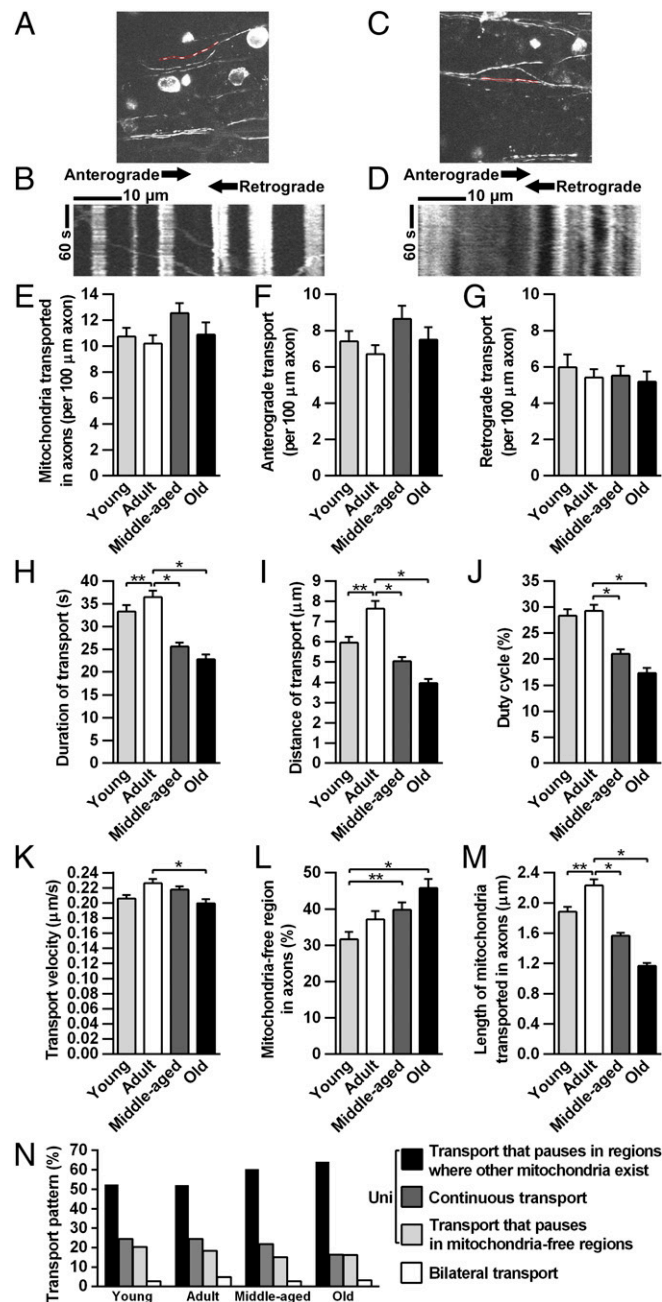 A
C
Anterograde
Retrograde
B
10 μm
60 s
Anterograde
Retrograde
D
10 μm
60 s
E
Mitochondria transported
in axons (per 100 μm axon)
14
12
10
8
6
4
2
0
Young
Adult
Middle-aged
Old
F
Anterograde transport
(per 100 μm axon)
10
8
6
4
2
0
Young
Adult
Middle-aged
Old
G
Retrograde transport
(per 100 μm axon)
10
8
6
4
2
0
Young
Adult
Middle-aged
Old
H
Duration of transport (s)
45
40
35
30
25
20
15
10
5
0
** *
*
Young
Adult
Middle-aged
Old
I
Distance of transport (μm)
9
8
7
6
5
4
3
2
1
0
** *
*
Young
Adult
Middle-aged
Old
J
Duty cycle (%)
40
35
30
25
20
15
10
5
0
*
*
Young
Adult
Middle-aged
Old
K
Transport velocity (μm/s)
0.26
0.24
0.22
0.20
0.18
0.16
0.14
0.12
0.10
0.08
0.06
0.04
0.02
0.00
*
Young
Adult
Middle-aged
Old
L
Mitochondria-free region
in axons (%)
60
50
40
30
20
10
0
*
**
Young
Adult
Middle-aged
Old
M
Length of mitochondria
transported in axons (μm)
2.8
2.4
2.0
1.6
1.2
0.8
0.4
0.0
** *
*
Young
Adult
Middle-aged
Old
N
Transport pattern (%)
70
60
50
40
30
20
10
0
Young
Adult
Middle-aged
Old
Uni
Transport that pauses in regions
where other mitochondria exist
Continuous transport
Transport that pauses
in mitochondria-free regions
Bilateral transport